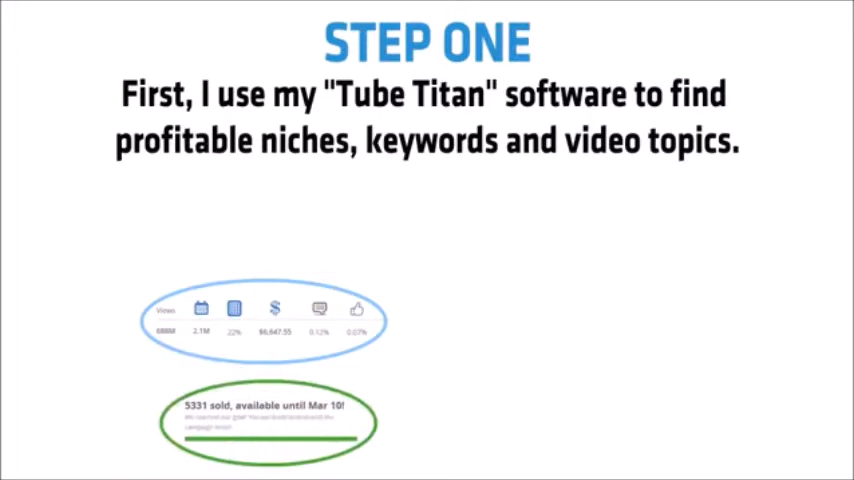 STEP ONE
First, I use my "Tube Titan" software to find
profitable niches, keywords and video topics.
Views
688M 2.1M 22% $6,647.55 0.12% 0.07%
5331 sold, available until Mar 10!